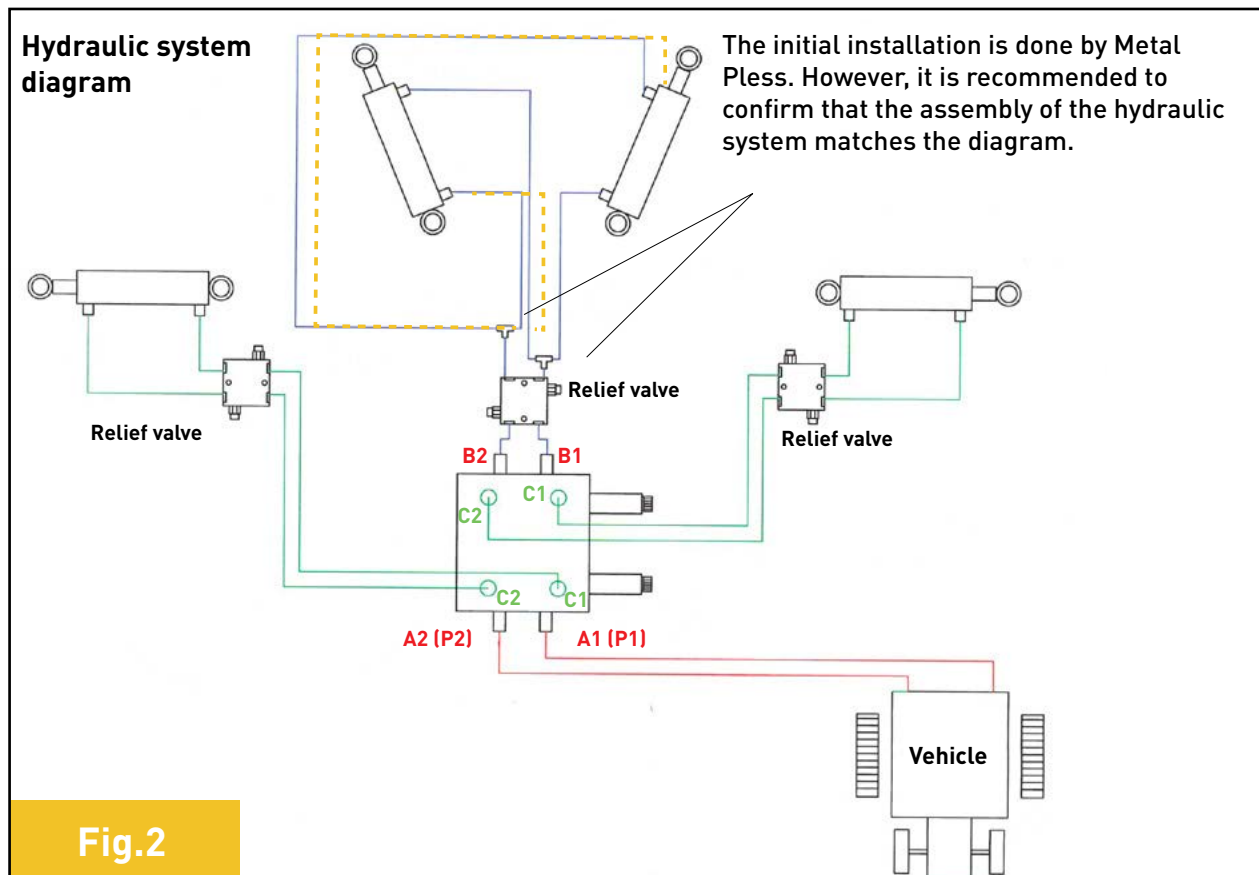 Hydraulic system
diagram
The initial installation is done by Metal
Pless. However, it is recommended to
confirm that the assembly of the hydraulic
system matches the diagram.
Relief valve
Relief valve
Relief valve
B2
B1
C2
C1
C2
C1
A2 (P2)
A1 (P1)
Vehicle
Fig.2